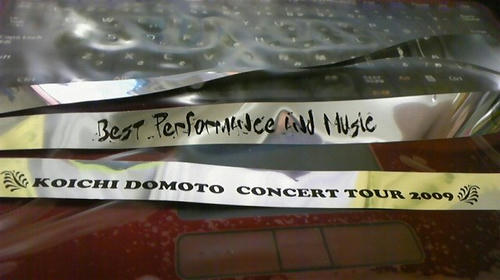 Best Performance And Music
KOICHI DOMOTO CONCERT TOUR 2009